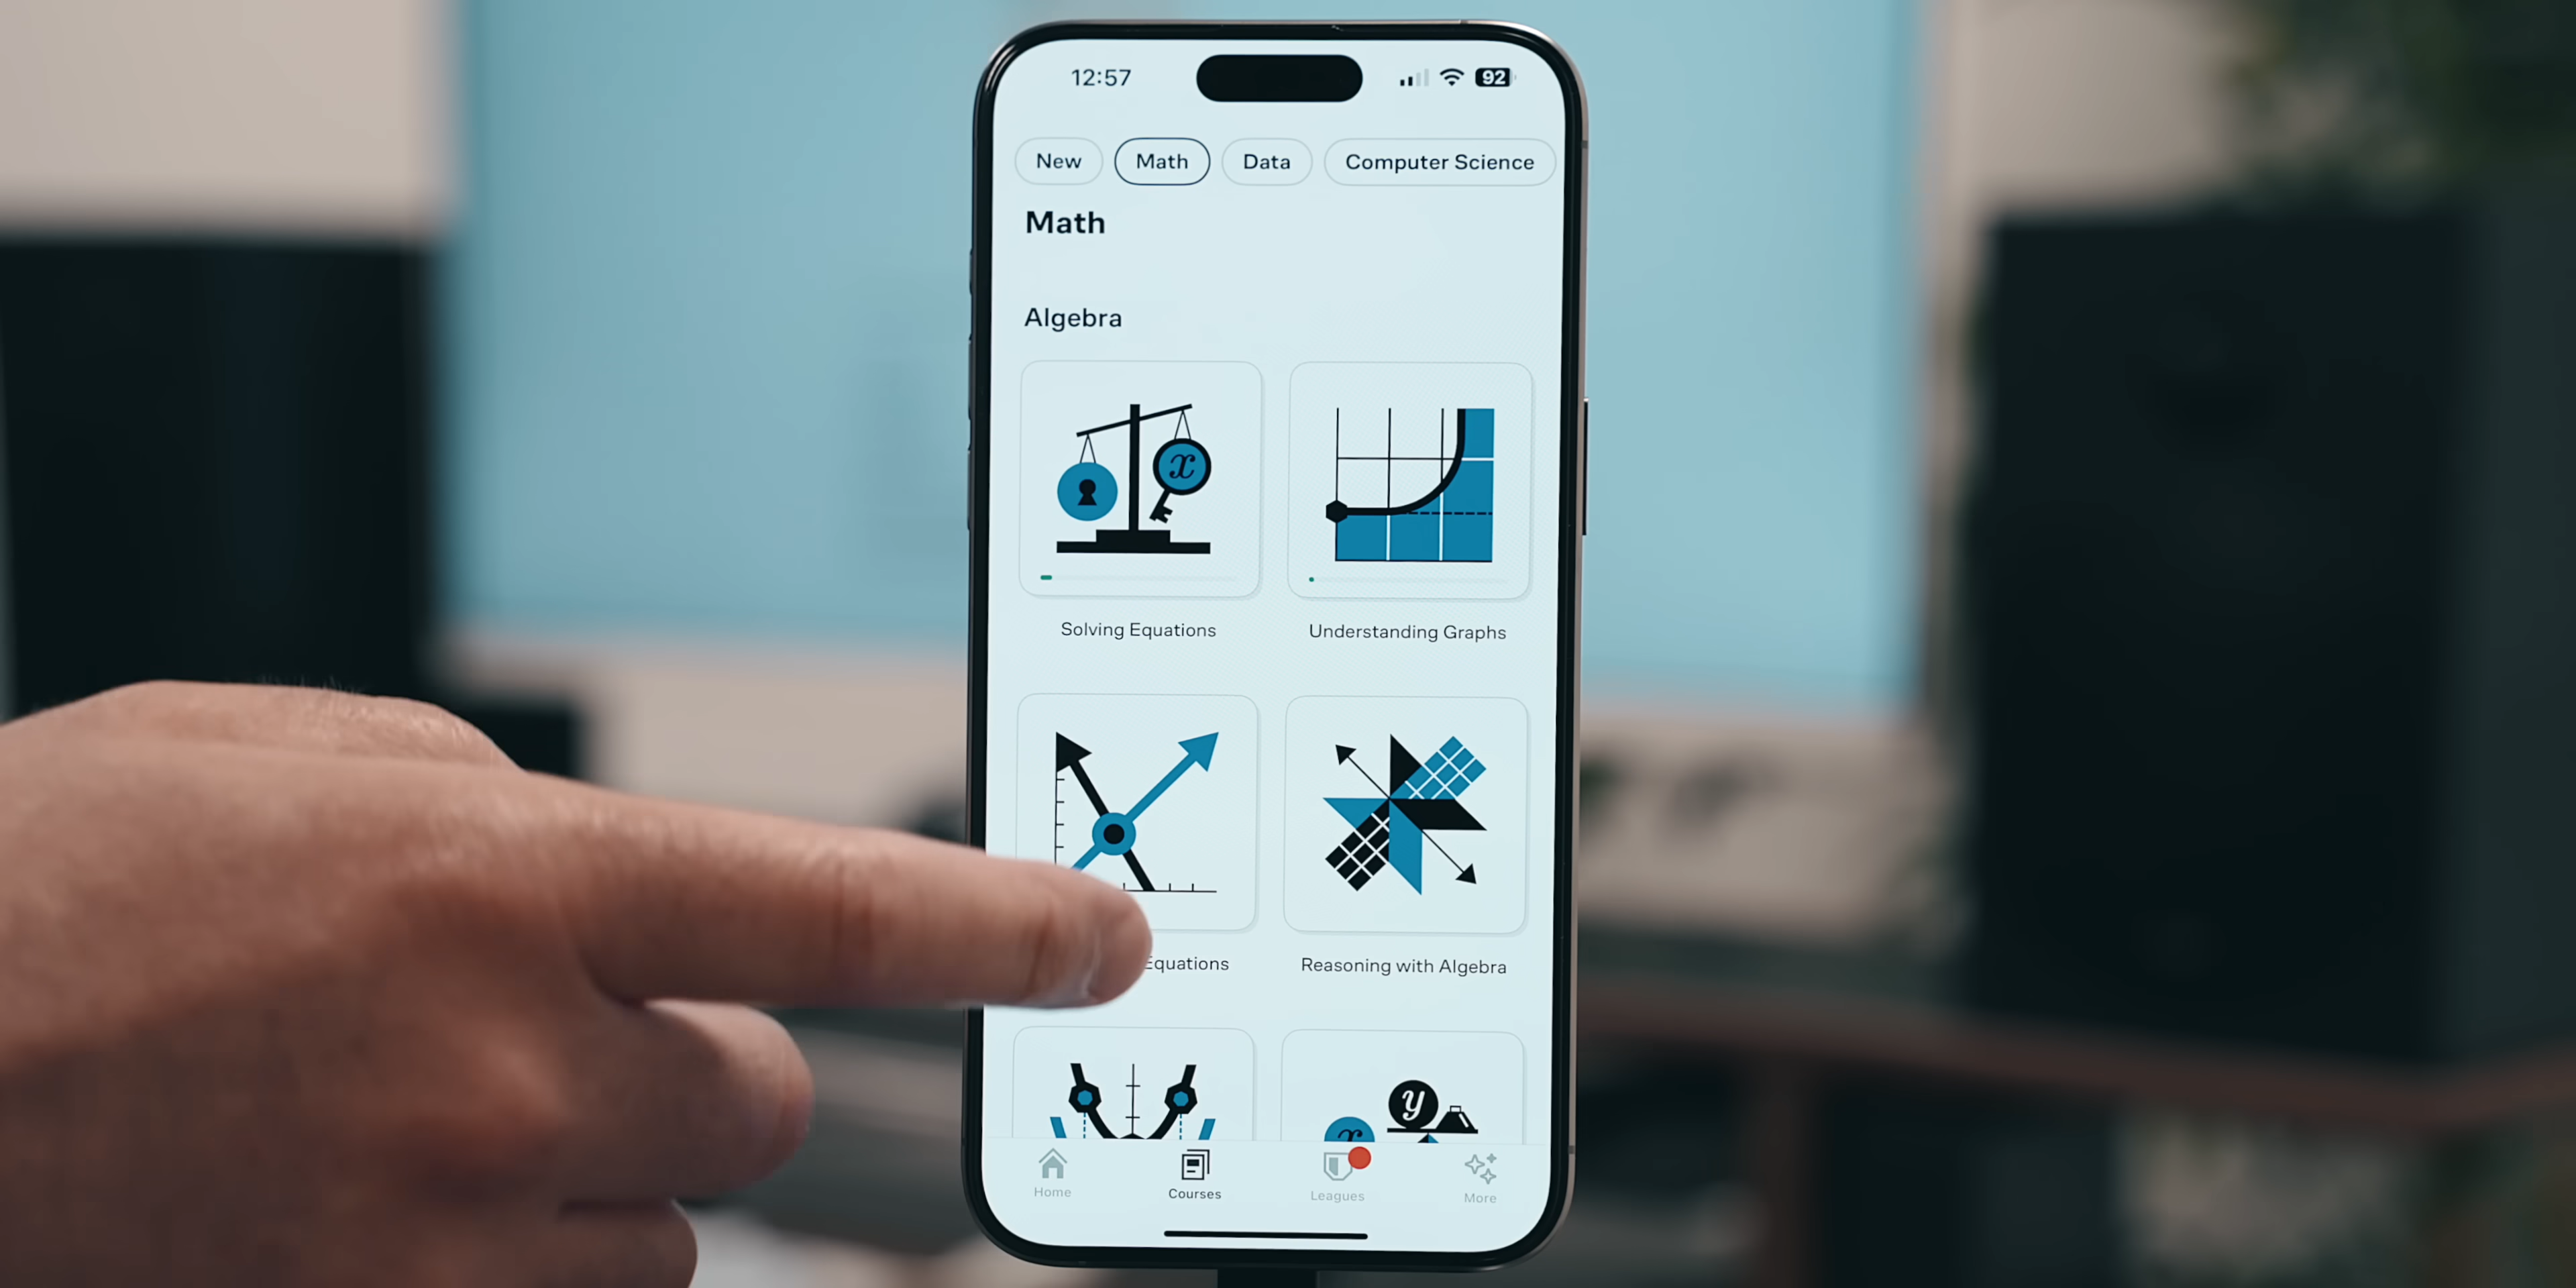 12:57 92
New Math Data Computer Science
Math
Algebra
x
Solving Equations Understanding Graphs
Equations Reasoning with Algebra
y
x
Home Courses Leagues More